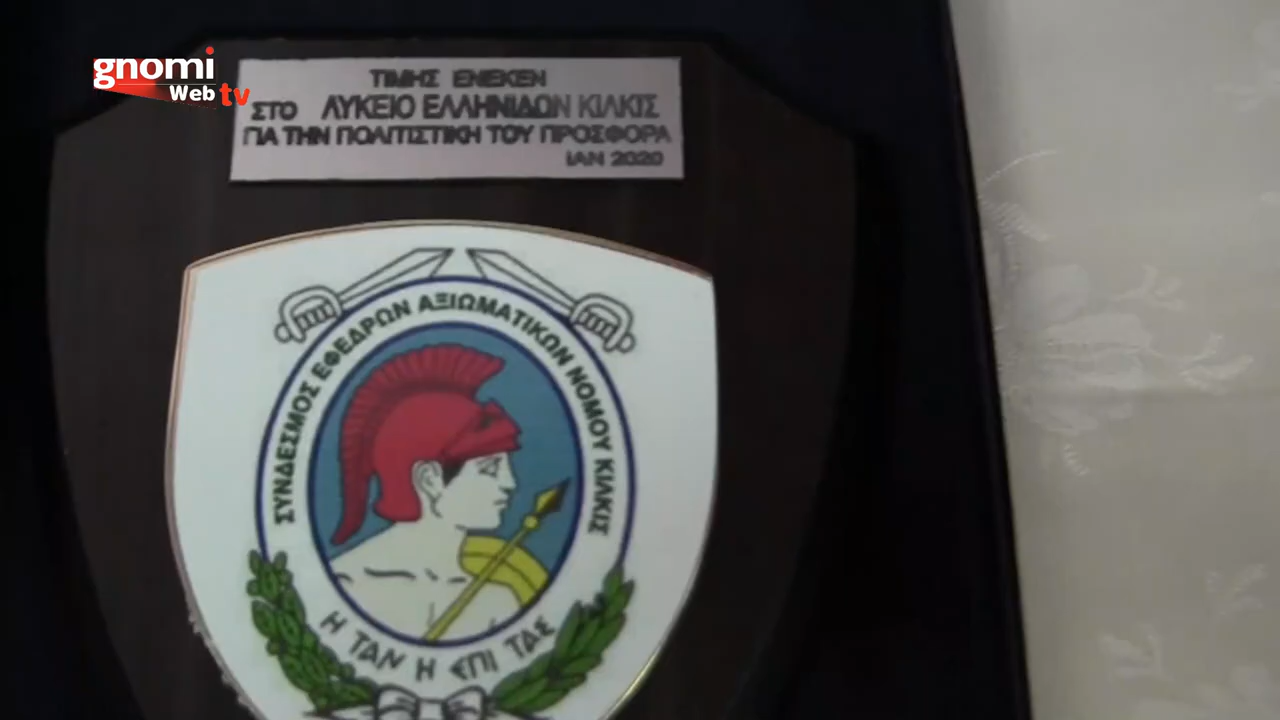 gnomi
Web tv
ΤΙΜΗΣ ΕΝΕΚΕΝ
ΣΤΟ ΛΥΚΕΙΟ ΕΛΛΗΝΙΔΩΝ ΚΙΛΚΙΣ
ΓΙΑ ΤΗΝ ΠΟΛΙΤΙΣΤΙΚΗ ΤΟΥ ΠΡΟΣΦΟΡΑ
ΙΑΝ 2020
ΣΥΝΔΕΣΜΟΣ ΕΦΕΔΡΩΝ ΑΞΙΩΜΑΤΙΚΩΝ ΝΟΜΟΥ ΚΙΛΚΙΣ
Η ΤΑΝ Η ΕΠΙ ΤΑΣ